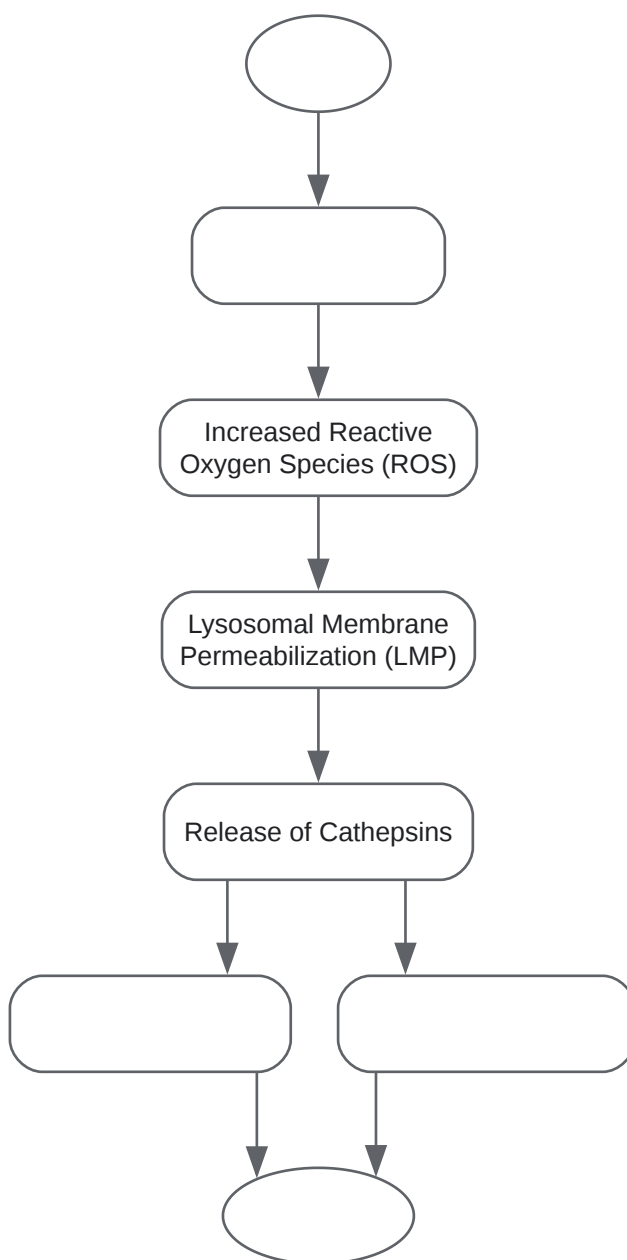 Increased Reactive
Oxygen Species (ROS)
Lysosomal Membrane
Permeabilization (LMP)
Release of Cathepsins